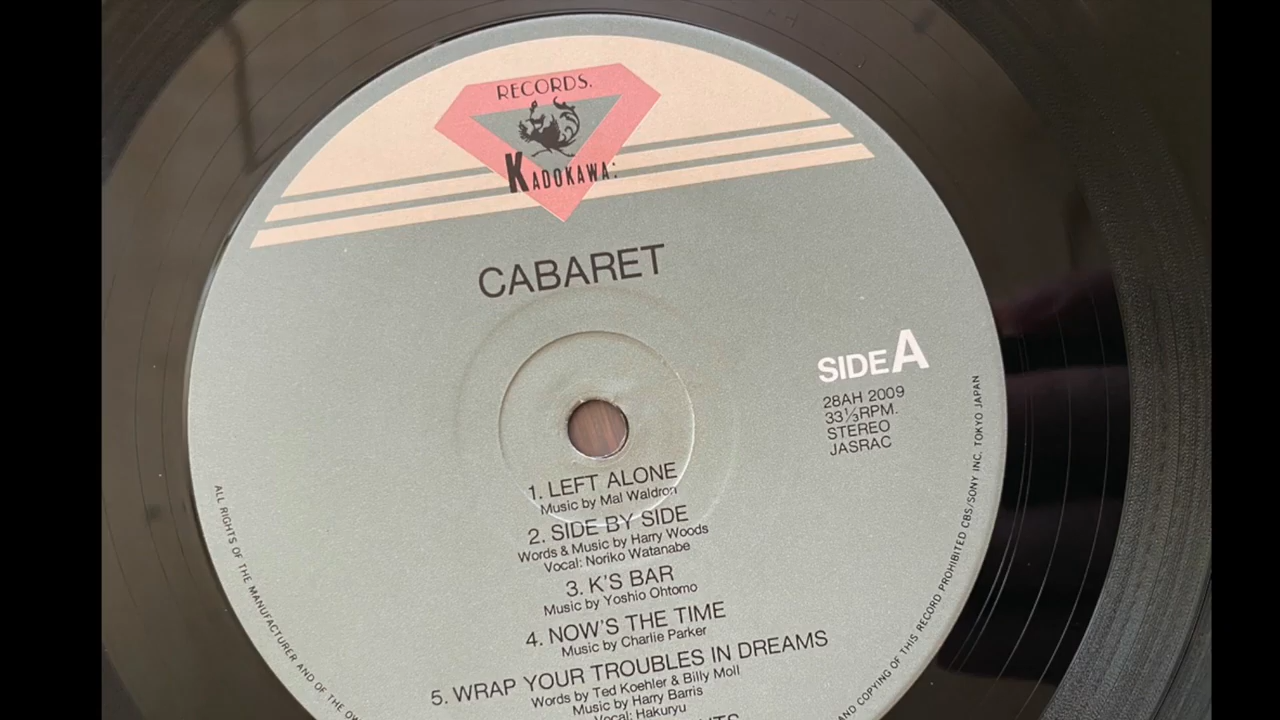 RECORDS.
KADOKAWA:
CABARET
SIDE A
28AH 2009
33⅓RPM.
STEREO
JASRAC
1. LEFT ALONE
Music by Mal Waldron
2. SIDE BY SIDE
Words & Music by Harry Woods
Vocal: Noriko Watanabe
3. K'S BAR
Music by Yoshio Ohtomo
4. NOW'S THE TIME
Music by Charlie Parker
5. WRAP YOUR TROUBLES IN DREAMS
Words by Ted Koehler & Billy Moll
Music by Harry Barris
Vocal: Hakuryu
ALL RIGHTS OF THE MANUFACTURER AND OF THE
AND COPYING OF THIS RECORD PROHIBITED CBS/SONY INC. TOKYO JAPAN